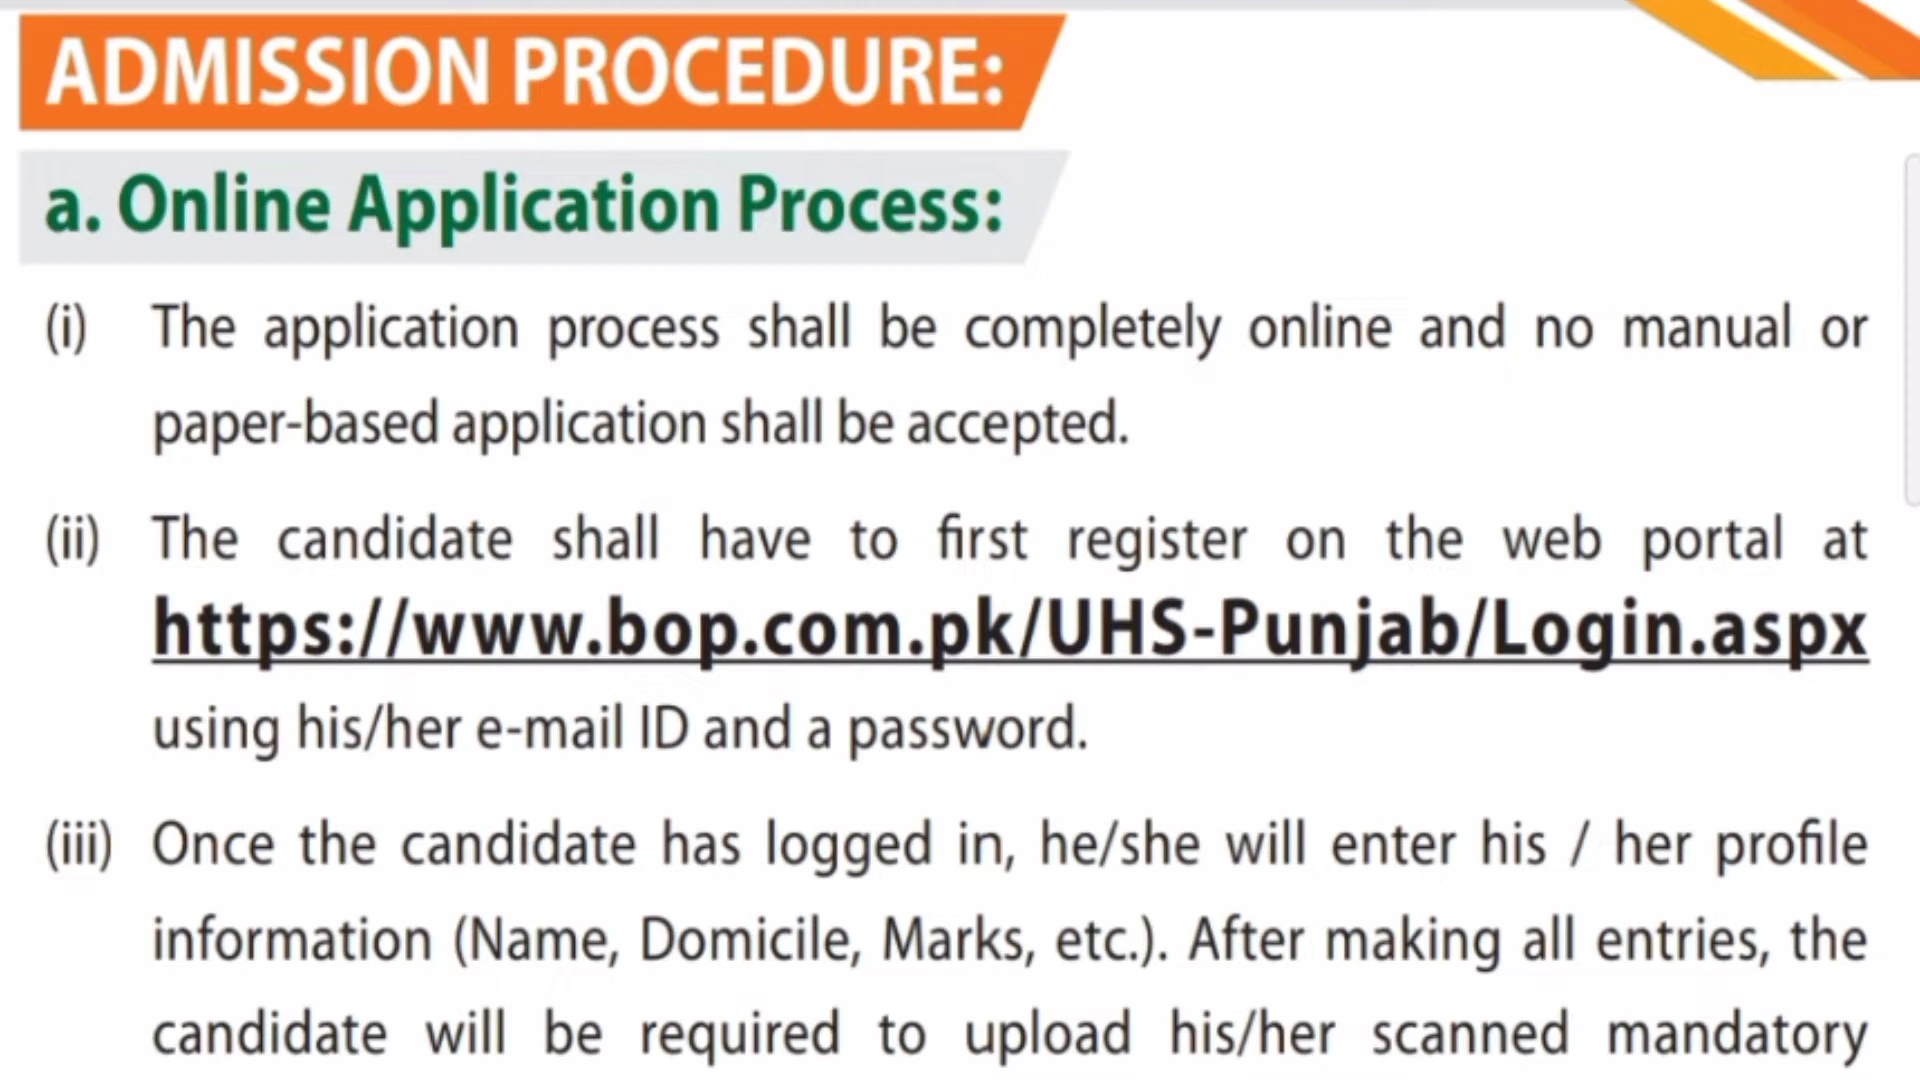 ADMISSION PROCEDURE:
a. Online Application Process:
(i) The application process shall be completely online and no manual or
paper-based application shall be accepted.
(ii) The candidate shall have to first register on the web portal at
https://www.bop.com.pk/UHS-Punjab/Login.aspx
using his/her e-mail ID and a password.
(iii) Once the candidate has logged in, he/she will enter his / her profile
information (Name, Domicile, Marks, etc.). After making all entries, the
candidate will be required to upload his/her scanned mandatory